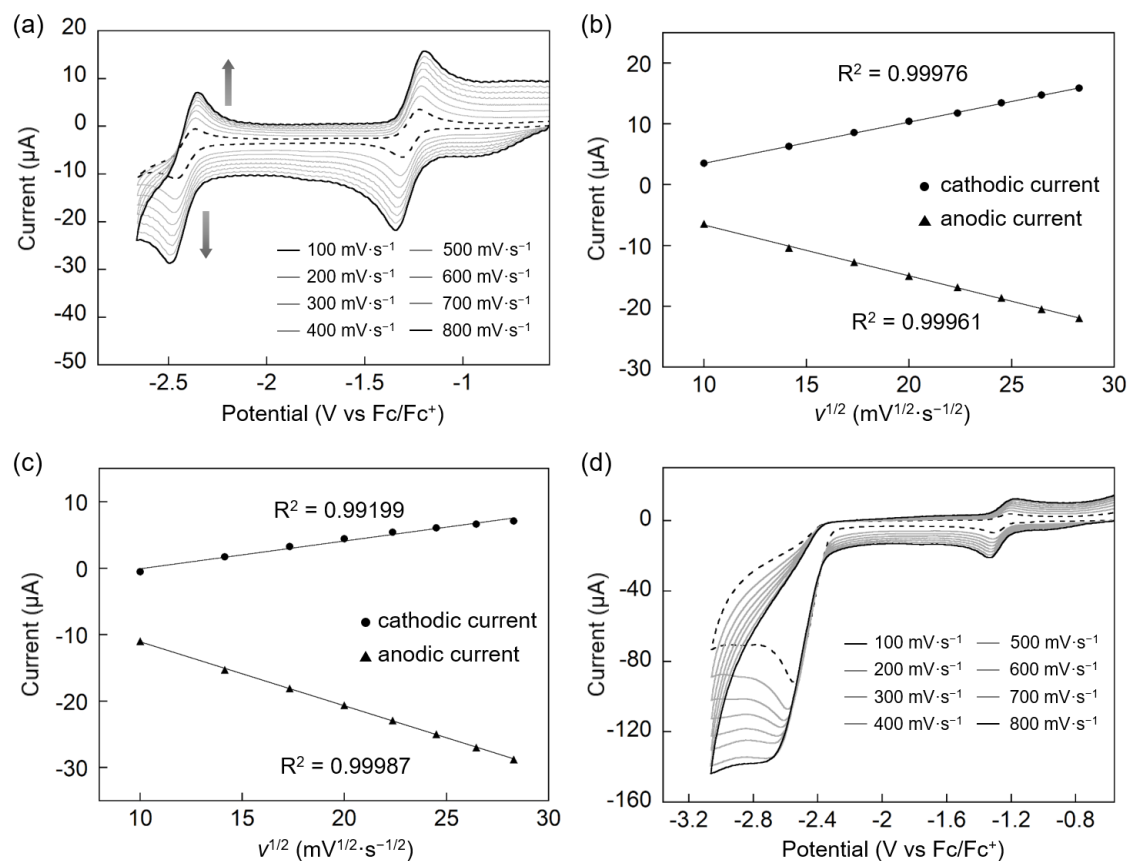 (a)
20
10
0
-10
-20
-30
-40
-50
Current (µA)
100 mV·s⁻¹
200 mV·s⁻¹
300 mV·s⁻¹
400 mV·s⁻¹
500 mV·s⁻¹
600 mV·s⁻¹
700 mV·s⁻¹
800 mV·s⁻¹
-2.5 -2 -1.5 -1
Potential (V vs Fc/Fc⁺)
(b)
20
10
0
-10
-20
-30
Current (µA)
R² = 0.99976
cathodic current
anodic current
R² = 0.99961
10 15 20 25 30
v¹/² (mV¹/²·s⁻¹/²)
(c)
10
0
-10
-20
-30
Current (µA)
R² = 0.99199
cathodic current
anodic current
R² = 0.99987
10 15 20 25 30
v¹/² (mV¹/²·s⁻¹/²)
(d)
0
-40
-80
-120
-160
Current (µA)
100 mV·s⁻¹
200 mV·s⁻¹
300 mV·s⁻¹
400 mV·s⁻¹
500 mV·s⁻¹
600 mV·s⁻¹
700 mV·s⁻¹
800 mV·s⁻¹
-3.2 -2.8 -2.4 -2 -1.6 -1.2 -0.8
Potential (V vs Fc/Fc⁺)